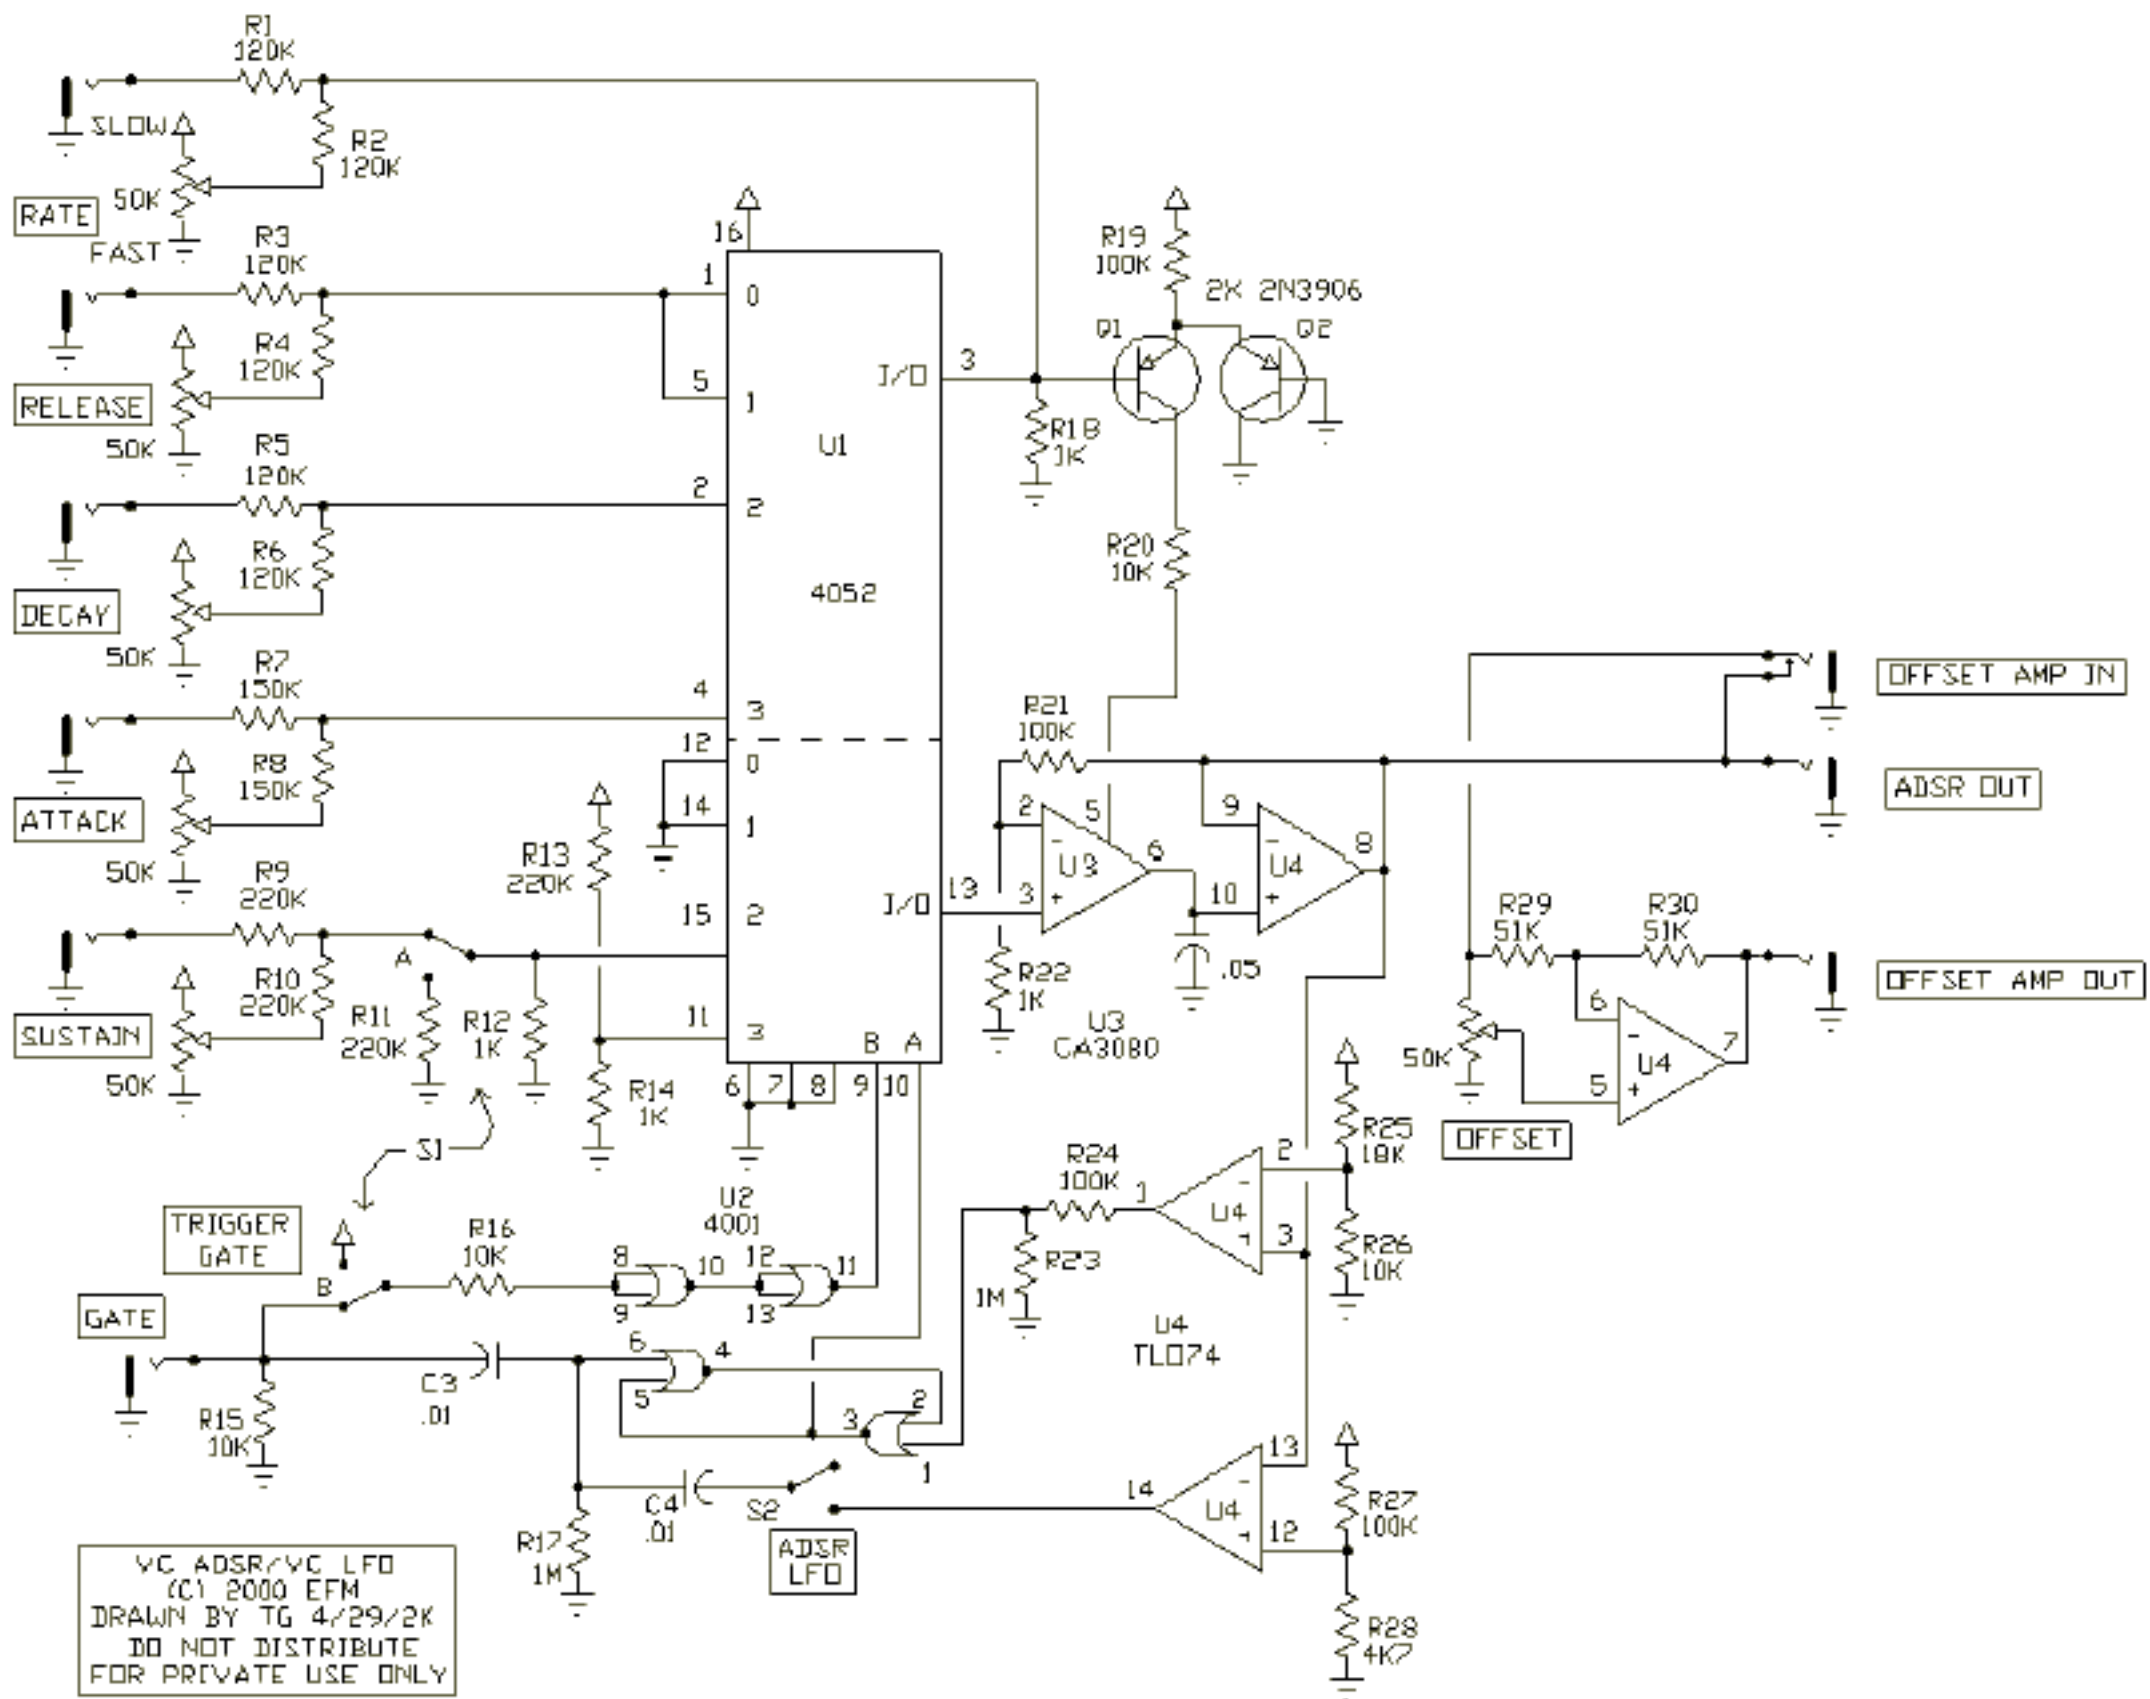 R1
120K
SLOW
R2
120K
50K
RATE
FAST
R3
120K
R4
120K
RELEASE
50K
R5
120K
R6
120K
DECAY
50K
R7
150K
R8
150K
ATTACK
50K
R9
220K
R10
220K
SUSTAIN
50K
A
R11
220K
R12
1K
R13
220K
R14
1K
S1
16
1
0
5
1
2
2
4
3
12
0
14
1
15
2
11
3
I/O
3
U1
4052
I/O
13
B A
6
7
8
9
10
R19
100K
2X 2N3906
Q1
Q2
R18
1K
R20
10K
R21
100K
2
5
-
U3
6
3
+
R22
1K
U3
CA3080
.05
9
-
U4
8
10
+
OFFSET AMP IN
ADSR OUT
R29
51K
R30
51K
OFFSET AMP OUT
50K
6
-
U4
7
5
+
OFFSET
R25
18K
R26
10K
2
-
U4
1
3
+
R24
100K
R23
1M
U4
TL074
TRIGGER
GATE
B
R16
10K
U2
4001
8
9
10
12
13
11
GATE
R15
10K
C3
.01
6
5
4
3
2
1
C4
.01
S2
R17
1M
ADSR
LFO
14
13
-
U4
12
+
R27
100K
R28
4K7
VC ADSR/VC LFO
(C) 2000 EFM
DRAWN BY TG 4/29/2K
DO NOT DISTRIBUTE
FOR PRIVATE USE ONLY